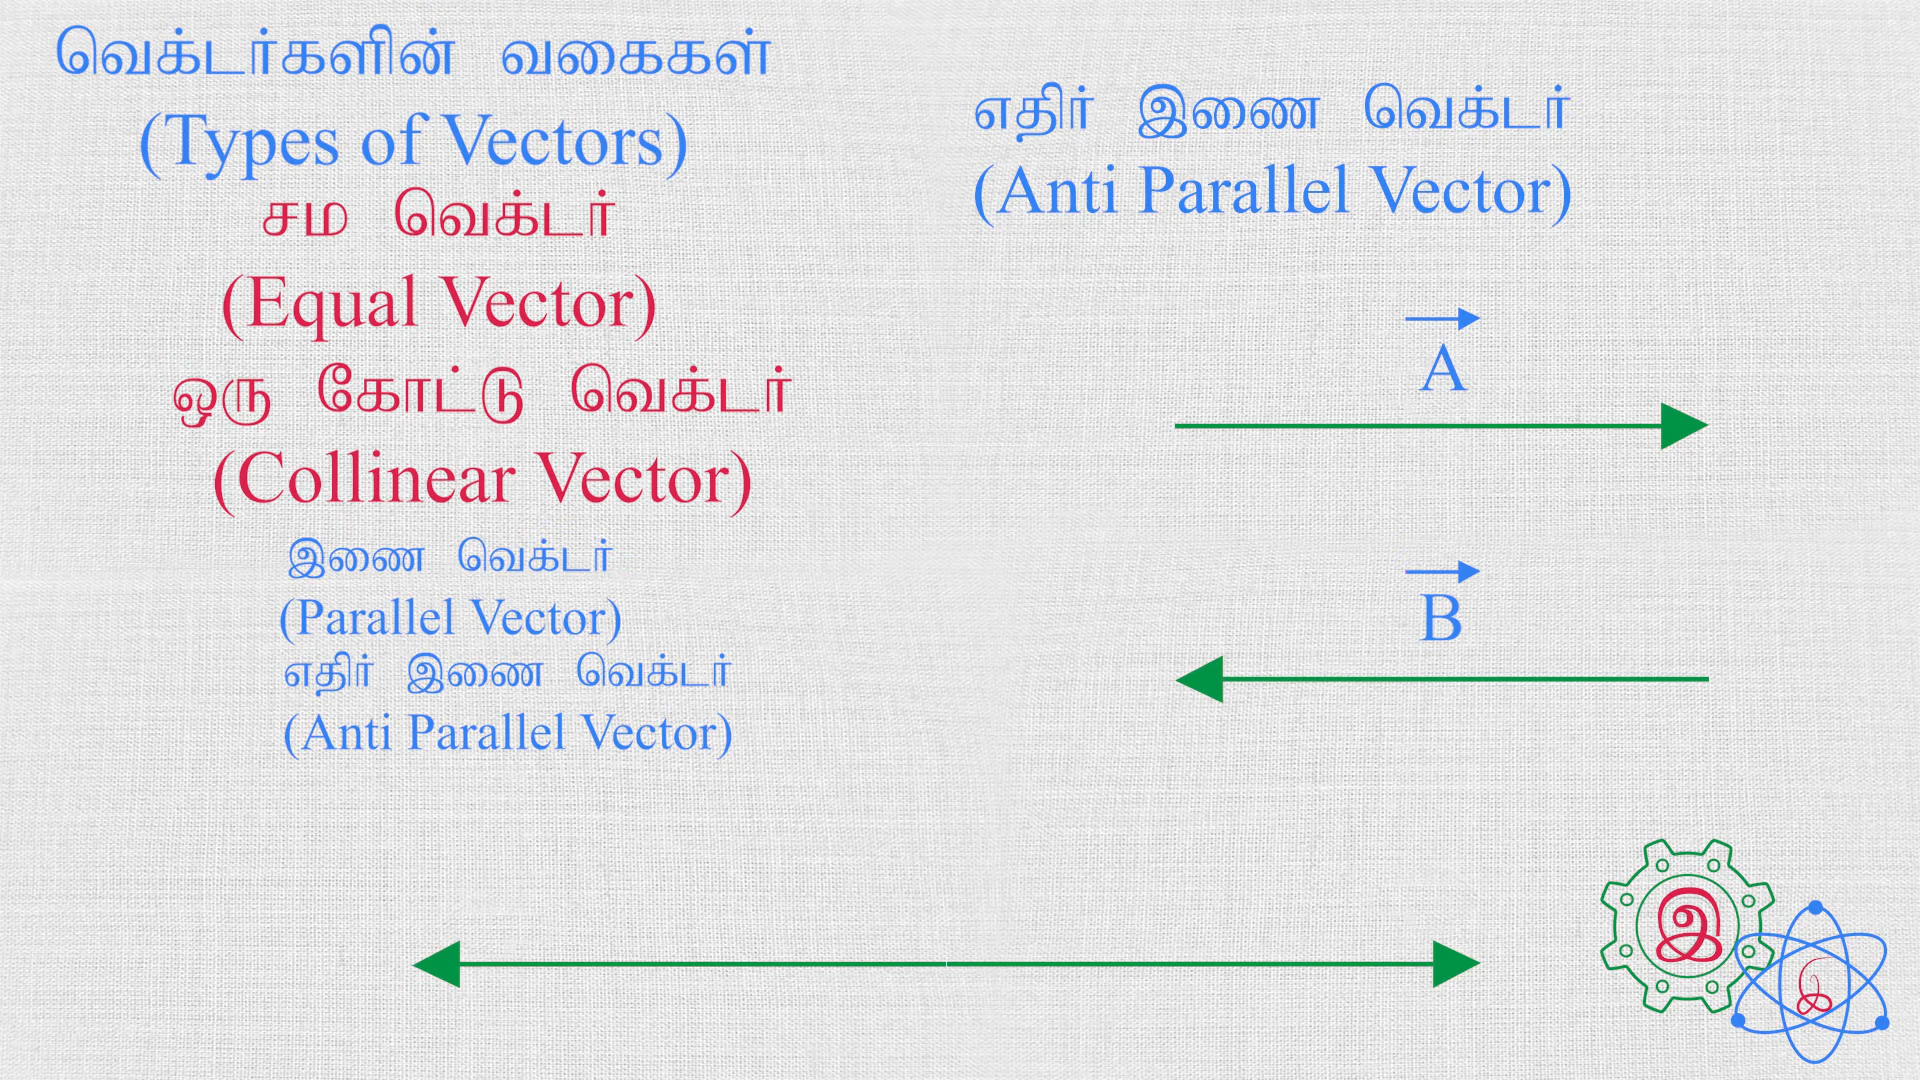 வெக்டர்களின் வகைகள்
(Types of Vectors)
சம வெக்டர்
(Equal Vector)
ஒரு கோட்டு வெக்டர்
(Collinear Vector)
இணை வெக்டர்
(Parallel Vector)
எதிர் இணை வெக்டர்
(Anti Parallel Vector)
எதிர் இணை வெக்டர்
(Anti Parallel Vector)
A
B
இ
இ